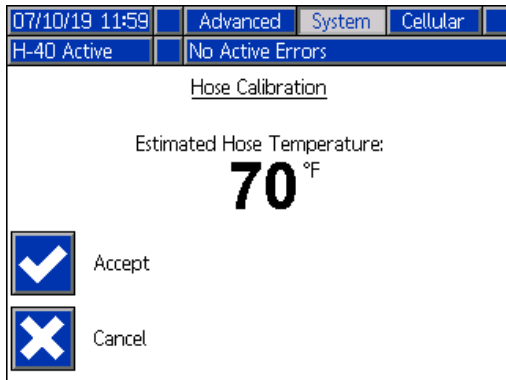 07/10/19 11:59 Advanced System Cellular
H-40 Active No Active Errors
Hose Calibration
Estimated Hose Temperature:
70 °F
Accept
Cancel